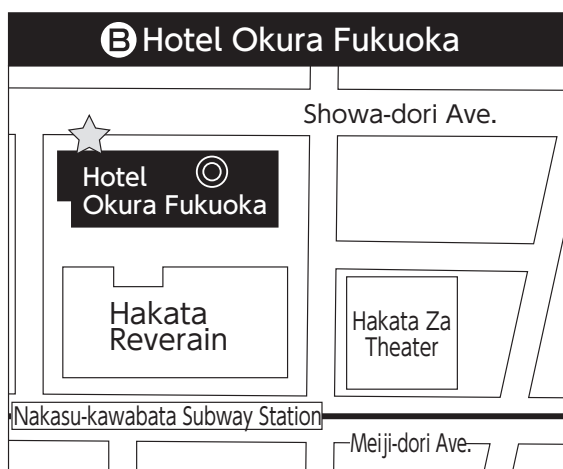 B Hotel Okura Fukuoka
Showa-dori Ave.
Hotel
Okura Fukuoka
Hakata
Reverain
Hakata Za
Theater
Nakasu-kawabata Subway Station
Meiji-dori Ave.